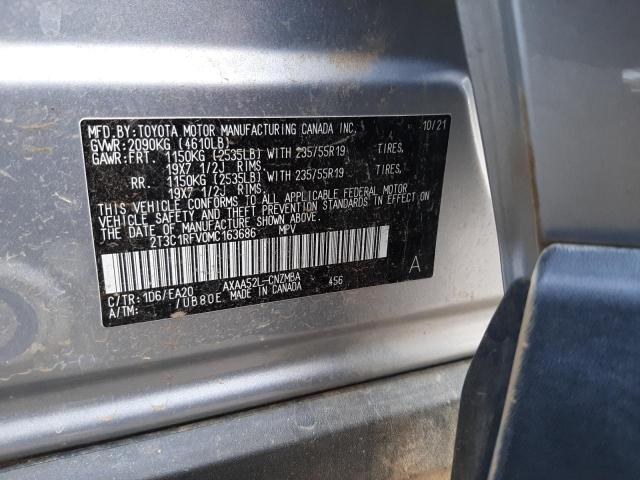 MFD.BY:TOYOTA MOTOR MANUFACTURING CANADA INC. 10/21
GVWR:2090KG (4610LB)
GAWR:FRT. 1150KG (2535LB) WITH 235/55R19 TIRES,
19X7 1/2J RIMS.
RR. 1150KG (2535LB) WITH 235/55R19 TIRES,
19X7 1/2J RIMS.
THIS VEHICLE CONFORMS TO ALL APPLICABLE FEDERAL MOTOR
VEHICLE SAFETY AND THEFT PREVENTION STANDARDS IN EFFECT ON
THE DATE OF MANUFACTURE SHOWN ABOVE.
2T3C1RFV0MC163686 MPV
C/TR:1D6/EA20 AXAA52L-CNZMBA 456 A
A/TM: /UB80E MADE IN CANADA